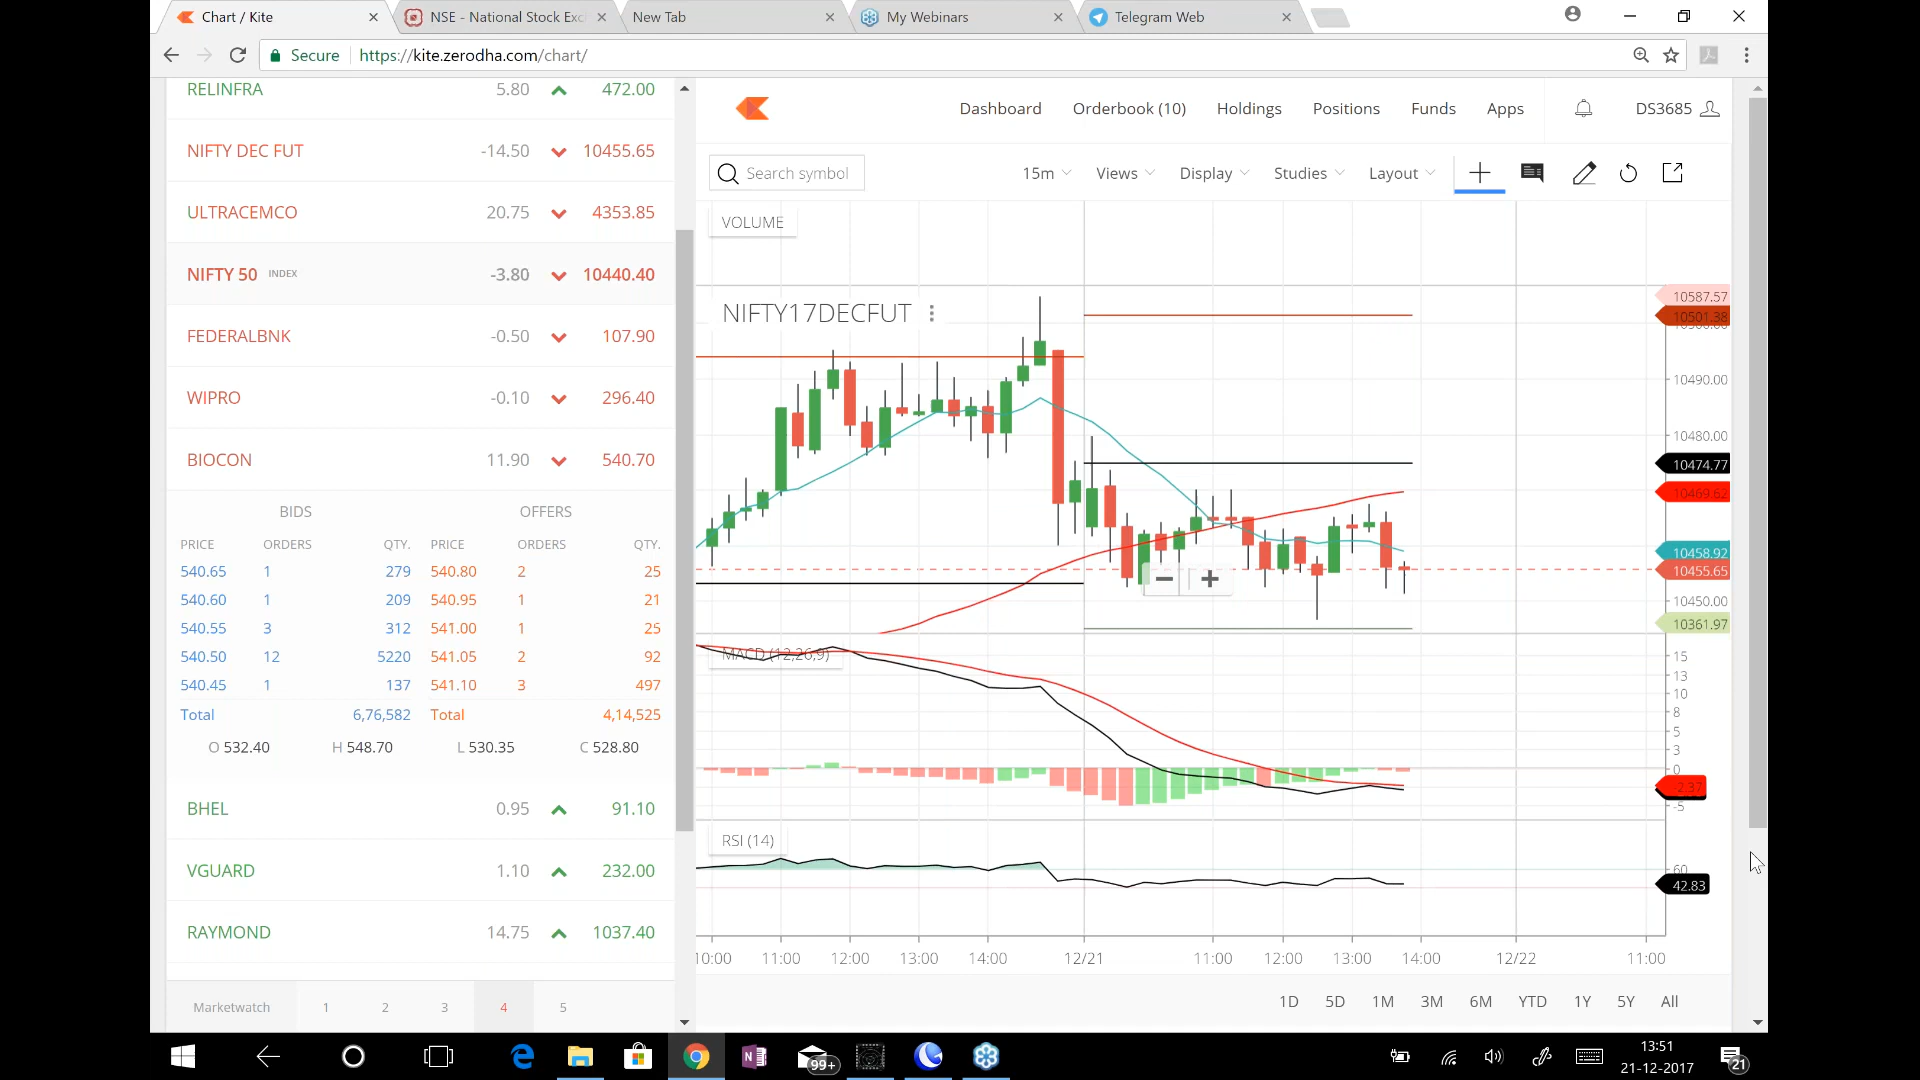 Chart / Kite
NSE - National Stock Exc
New Tab
My Webinars
Telegram Web
Secure https://kite.zerodha.com/chart/
RELINFRA 5.80 472.00
NIFTY DEC FUT -14.50 10455.65
ULTRACEMCO 20.75 4353.85
NIFTY 50 INDEX -3.80 10440.40
FEDERALBNK -0.50 107.90
WIPRO -0.10 296.40
BIOCON 11.90 540.70
BIDS OFFERS
PRICE ORDERS QTY. PRICE ORDERS QTY.
540.65 1 279 540.80 2 25
540.60 1 209 540.95 1 21
540.55 3 312 541.00 1 25
540.50 12 5220 541.05 2 92
540.45 1 137 541.10 3 497
Total 6,76,582 Total 4,14,525
O 532.40 H 548.70 L 530.35 C 528.80
BHEL 0.95 91.10
VGUARD 1.10 232.00
RAYMOND 14.75 1037.40
Marketwatch 1 2 3 4 5
Dashboard Orderbook (10) Holdings Positions Funds Apps DS3685
Search symbol 15m Views Display Studies Layout
VOLUME
NIFTY17DECFUT
10587.57
10501.38
10490.00
10480.00
10474.77
10469.62
10458.92
10455.65
10450.00
10361.97
MACD (12,26,9)
15
13
10
8
5
3
0
2.37
-5
RSI (14)
60
42.83
10:00 11:00 12:00 13:00 14:00 12/21 11:00 12:00 13:00 14:00 12/22 11:00
1D 5D 1M 3M 6M YTD 1Y 5Y All
99+
13:51
21-12-2017
21